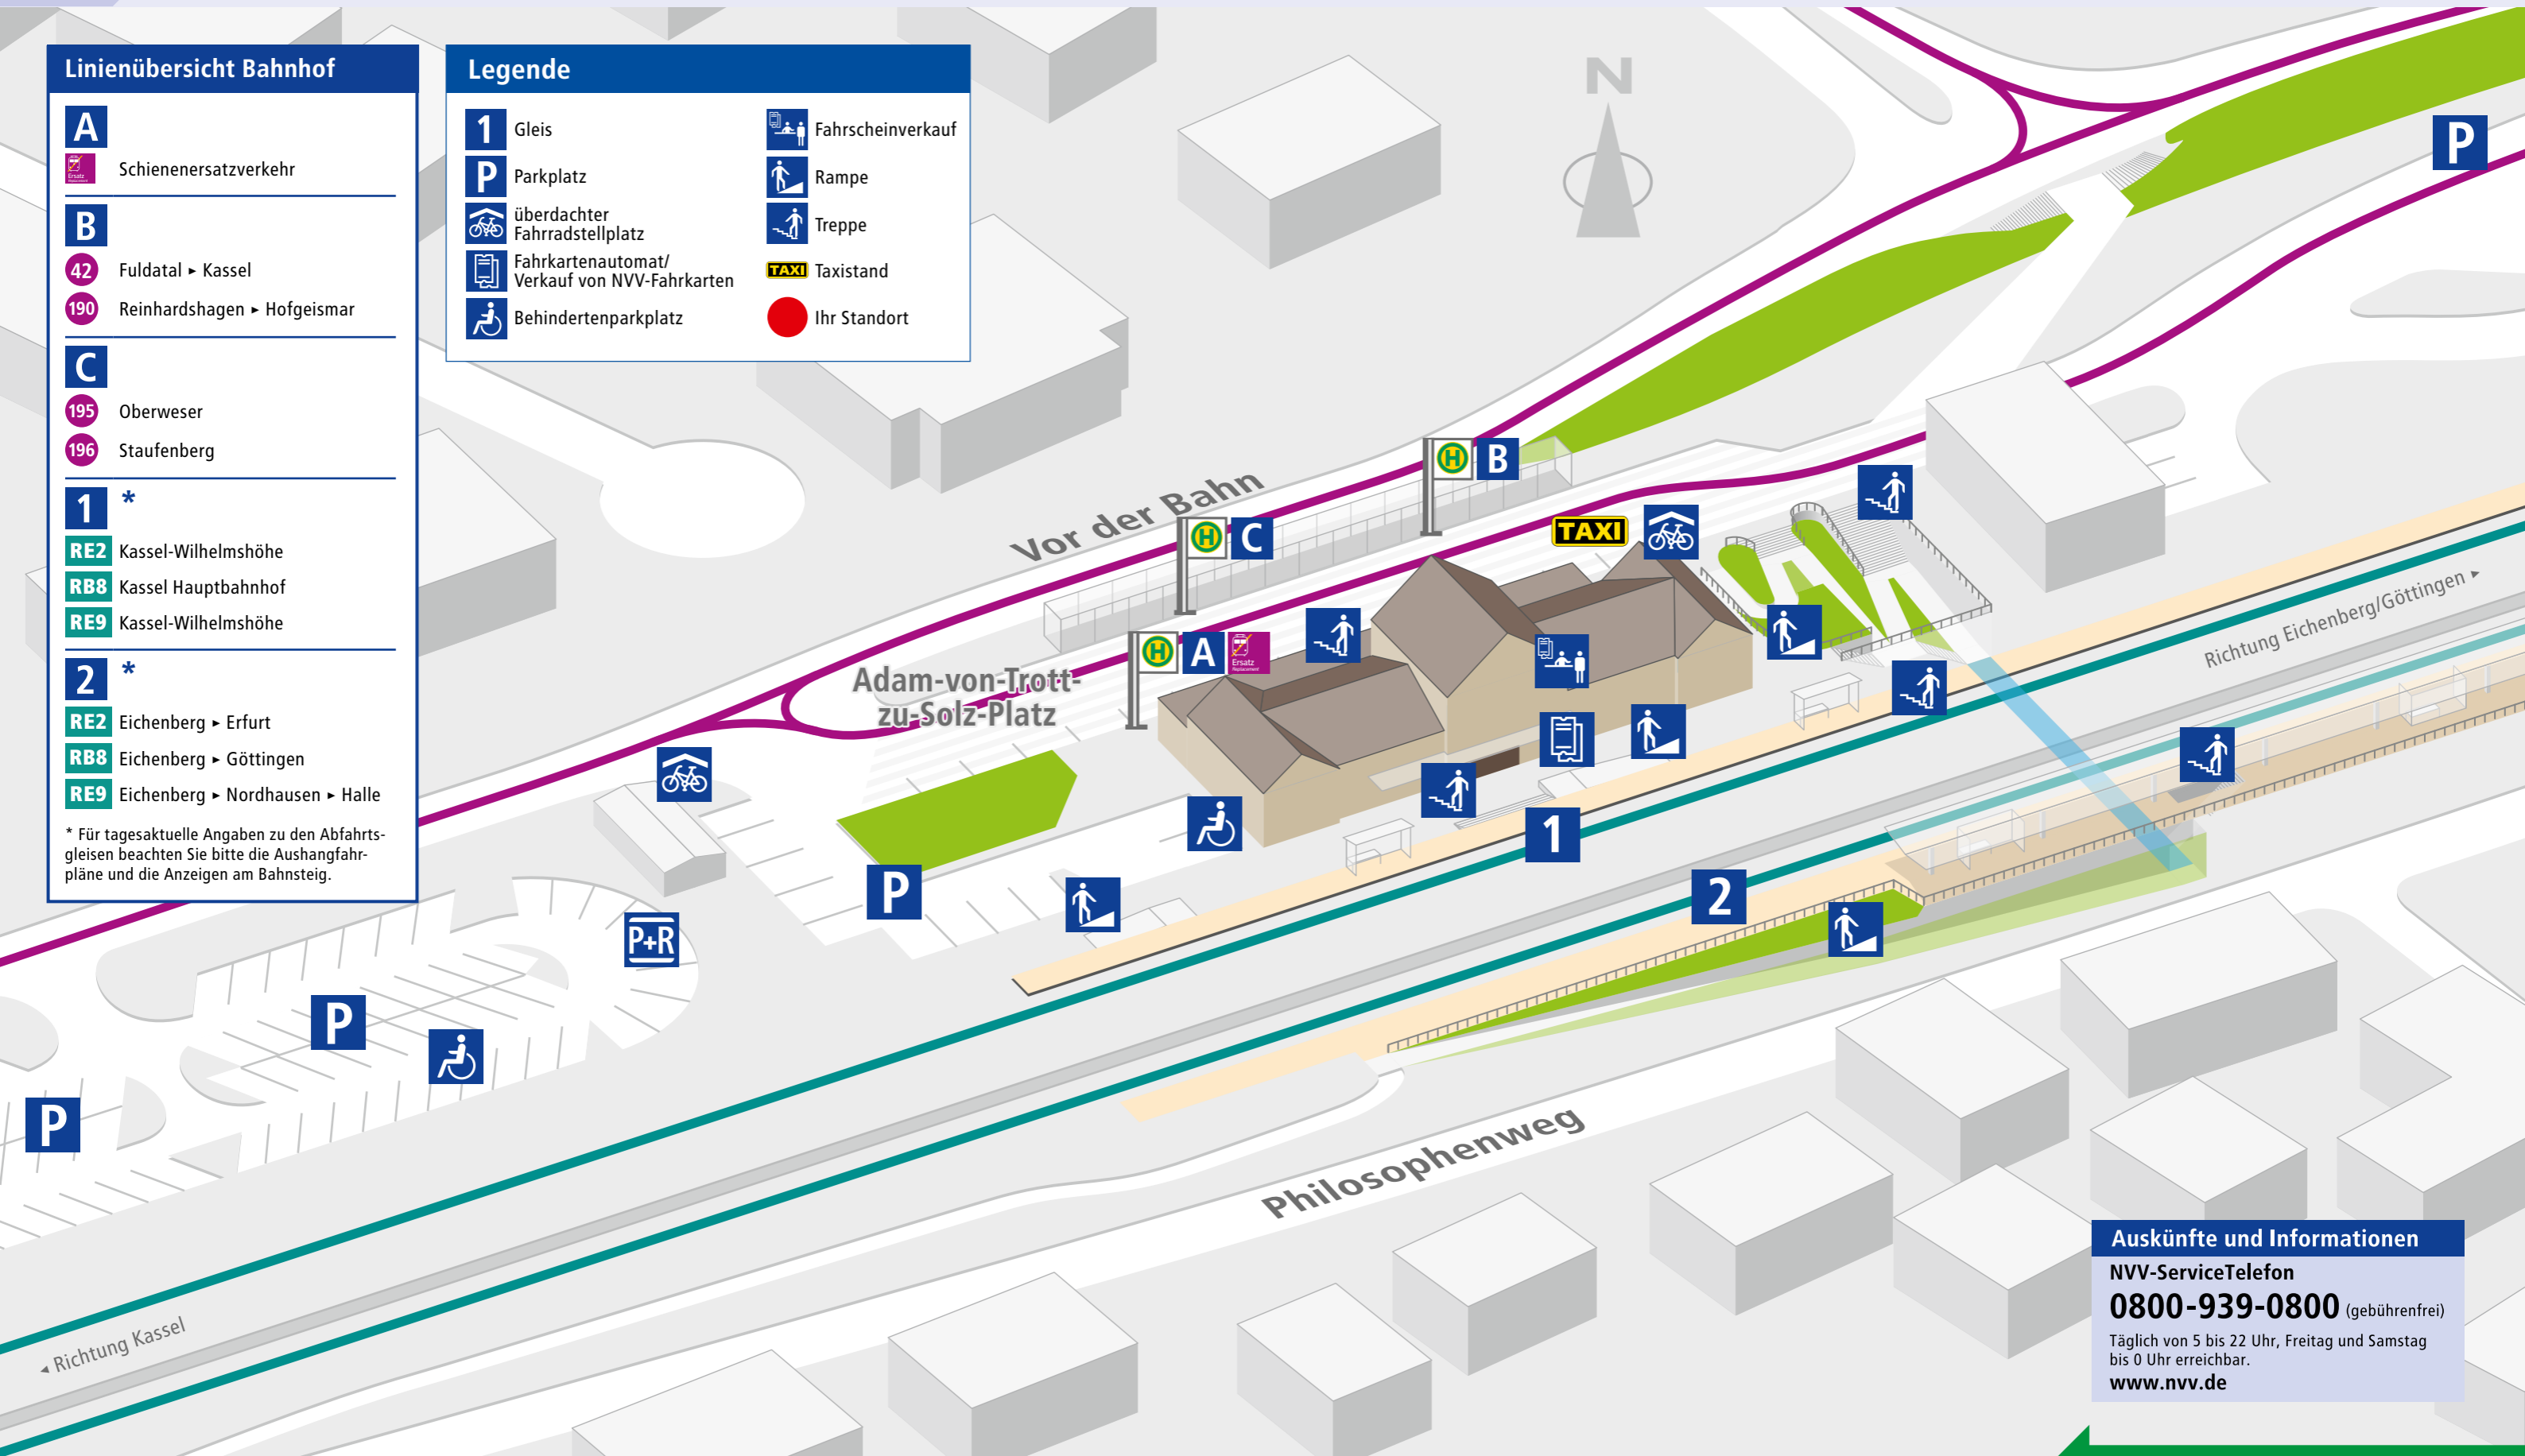 Linienübersicht Bahnhof
A
Ersatz
Replacement
Schienenersatzverkehr
B
42 Fuldatal ► Kassel
190 Reinhardshagen ► Hofgeismar
C
195 Oberweser
196 Staufenberg
1 *
RE2 Kassel-Wilhelmshöhe
RB8 Kassel Hauptbahnhof
RE9 Kassel-Wilhelmshöhe
2 *
RE2 Eichenberg ► Erfurt
RB8 Eichenberg ► Göttingen
RE9 Eichenberg ► Nordhausen ► Halle
* Für tagesaktuelle Angaben zu den Abfahrts-
gleisen beachten Sie bitte die Aushangfahr-
pläne und die Anzeigen am Bahnsteig.
Legende
1 Gleis
P Parkplatz
überdachter
Fahrradstellplatz
Fahrkartenautomat/
Verkauf von NVV-Fahrkarten
Behindertenparkplatz
Fahrscheinverkauf
Rampe
Treppe
TAXI Taxistand
Ihr Standort
N
P
H B
Vor der Bahn
H C
TAXI
H A Ersatz
Replacement
Adam-von-Trott-
zu-Solz-Platz
Richtung Eichenberg/Göttingen ►
1
2
P
P+R
P
P
Philosophenweg
◄ Richtung Kassel
Auskünfte und Informationen
NVV-ServiceTelefon
0800-939-0800 (gebührenfrei)
Täglich von 5 bis 22 Uhr, Freitag und Samstag
bis 0 Uhr erreichbar.
www.nvv.de